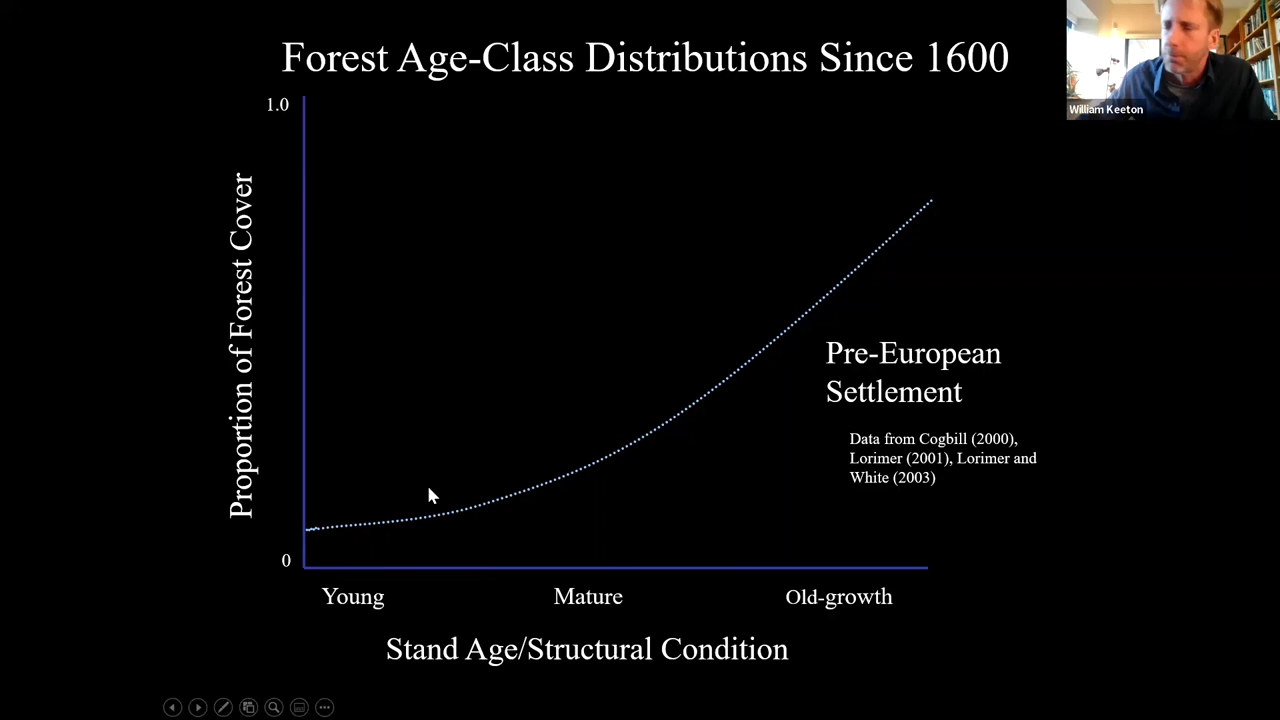 Forest Age-Class Distributions Since 1600
William Keeton
1.0
Proportion of Forest Cover
Pre-European
Settlement
Data from Cogbill (2000),
Lorimer (2001), Lorimer and
White (2003)
0
Young
Mature
Old-growth
Stand Age/Structural Condition